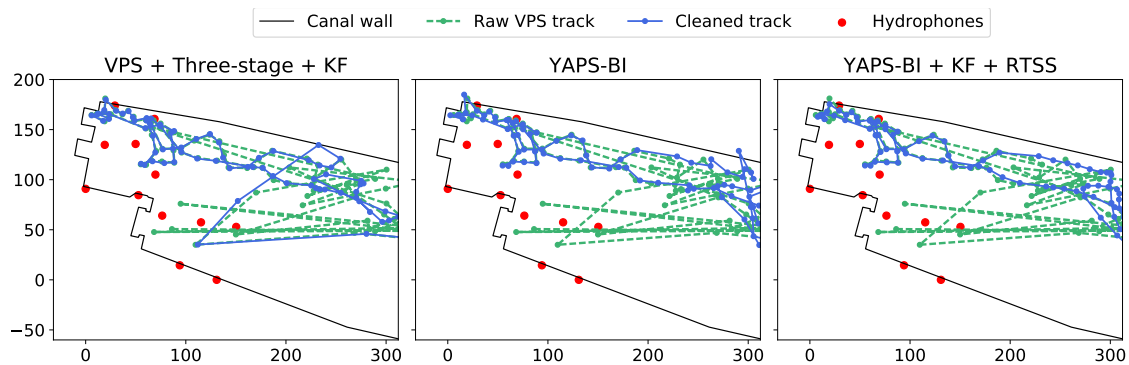 Canal wall Raw VPS track Cleaned track Hydrophones
VPS + Three-stage + KF YAPS-BI YAPS-BI + KF + RTSS
200
150
100
50
0
−50
0 100 200 300 0 100 200 300 0 100 200 300